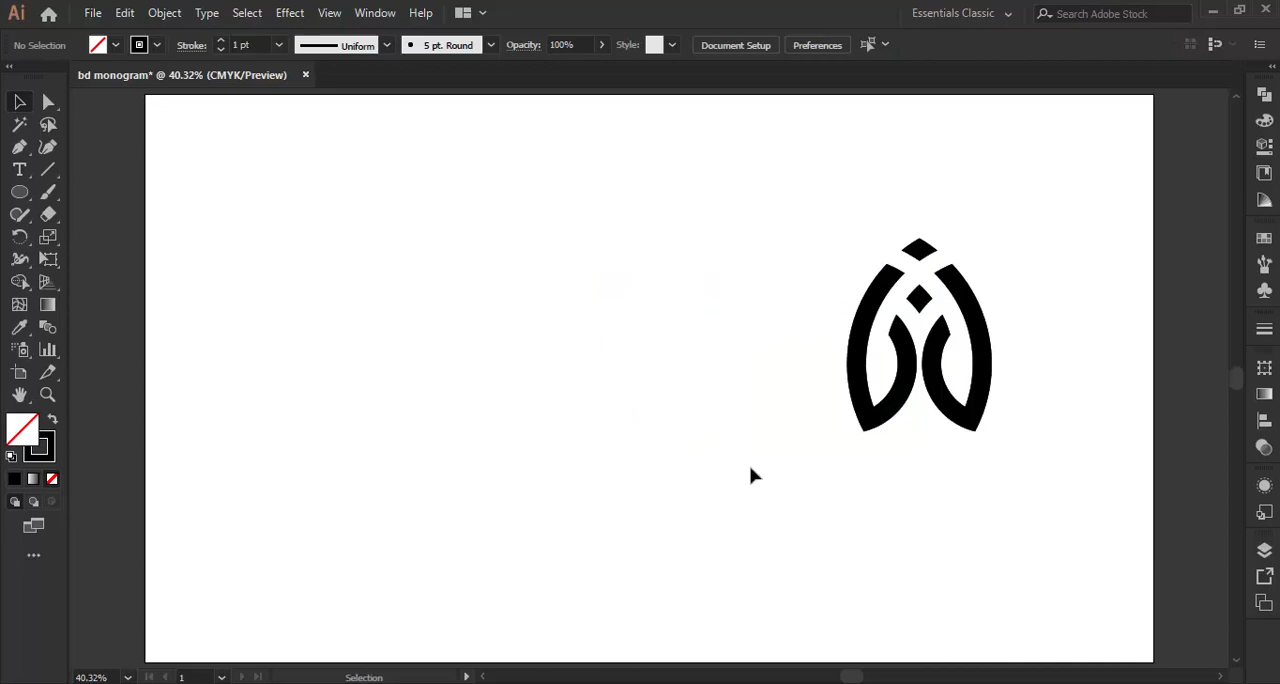 Ai File Edit Object Type Select Effect View Window Help Essentials Classic Search Adobe Stock
No Selection Stroke: 1 pt Uniform 5 pt. Round Opacity: 100% Style: Document Setup Preferences
bd monogram* @ 40.32% (CMYK/Preview)
T
40.32% 1 Selection